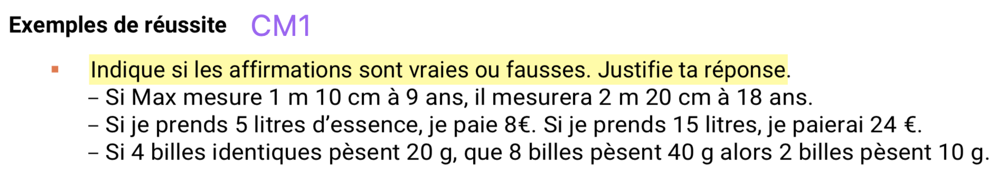 Exemples de réussite CM1
Indique si les affirmations sont vraies ou fausses. Justifie ta réponse.
– Si Max mesure 1 m 10 cm à 9 ans, il mesurera 2 m 20 cm à 18 ans.
– Si je prends 5 litres d’essence, je paie 8€. Si je prends 15 litres, je paierai 24 €.
– Si 4 billes identiques pèsent 20 g, que 8 billes pèsent 40 g alors 2 billes pèsent 10 g.